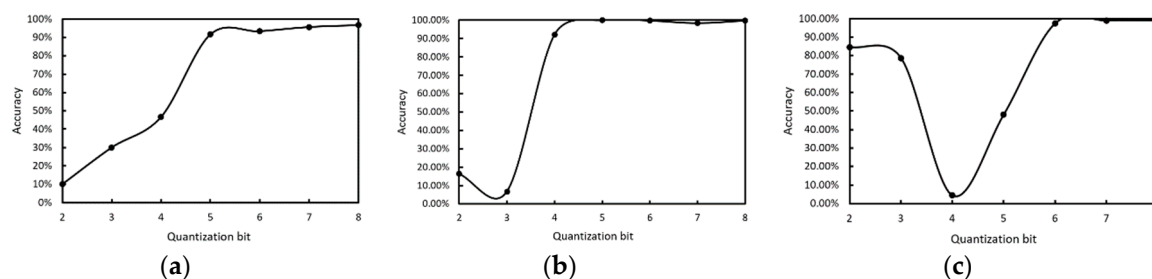 100%
90%
80%
70%
60%
50%
40%
30%
20%
10%
0%
Accuracy
2 3 4 5 6 7 8
Quantization bit
(a)
100.00%
90.00%
80.00%
70.00%
60.00%
50.00%
40.00%
30.00%
20.00%
10.00%
0.00%
Accuracy
2 3 4 5 6 7 8
Quantization bit
(b)
100.00%
90.00%
80.00%
70.00%
60.00%
50.00%
40.00%
30.00%
20.00%
10.00%
0.00%
Accuracy
2 3 4 5 6 7
Quantization bit
(c)